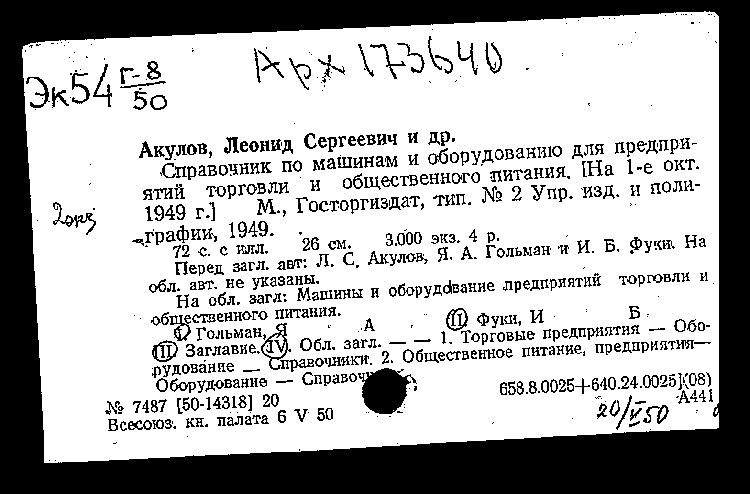 Арх 173640
Эк54 Г-8/50
Акулов, Леонид Сергеевич и др.
Справочник по машинам и оборудованию для предпри-
ятий торговли и общественного питания. [На 1-е окт.
1949 г.] М., Госторгиздат, тип. № 2 Упр. изд. и поли-
графии, 1949.
2 экз
72 с. с илл. 26 см. 3.000 экз. 4 р.
Перед загл. авт: Л. С. Акулов, Я. А. Гольман и И. Б. Фуки. На
обл. авт. не указаны.
На обл. загл: Машины и оборудование предприятий торговли и
общественного питания.
I Гольман, Я А II Фуки, И Б
III Заглавие. IV. Обл. загл. — — 1. Торговые предприятия — Обо-
рудование — Справочники. 2. Общественное питание, предприятия—
Оборудование — Справочн
№ 7487 [50-14318] 20 658.8.0025+640.24.0025](08)
Всесоюз. кн. палата 6 V 50 А441
20/V50